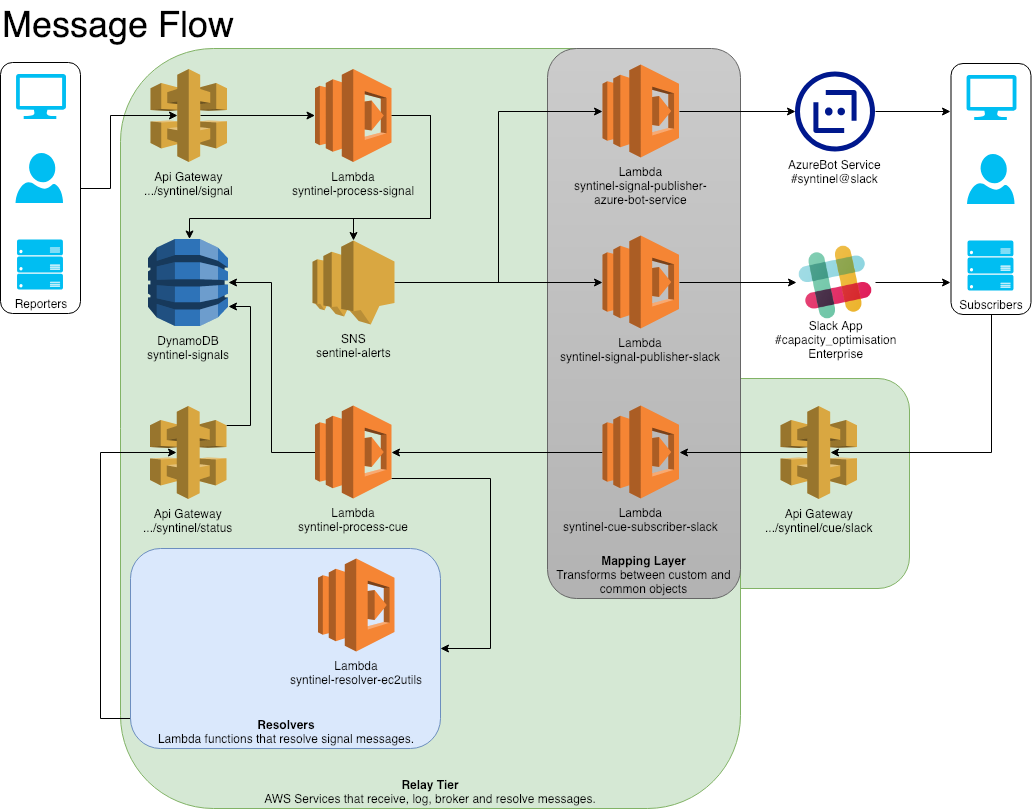 Message Flow
Reporters
Api Gateway
.../syntinel/signal
Lambda
syntinel-process-signal
Lambda
syntinel-signal-publisher-
azure-bot-service
AzureBot Service
#syntinel@slack
Subscribers
DynamoDB
syntinel-signals
SNS
sentinel-alerts
Lambda
syntinel-signal-publisher-slack
Slack App
#capacity_optimisation
Enterprise
Api Gateway
.../syntinel/status
Lambda
syntinel-process-cue
Lambda
syntinel-cue-subscriber-slack
Api Gateway
.../syntinel/cue/slack
Mapping Layer
Transforms between custom and
common objects
Lambda
syntinel-resolver-ec2utils
Resolvers
Lambda functions that resolve signal messages.
Relay Tier
AWS Services that receive, log, broker and resolve messages.